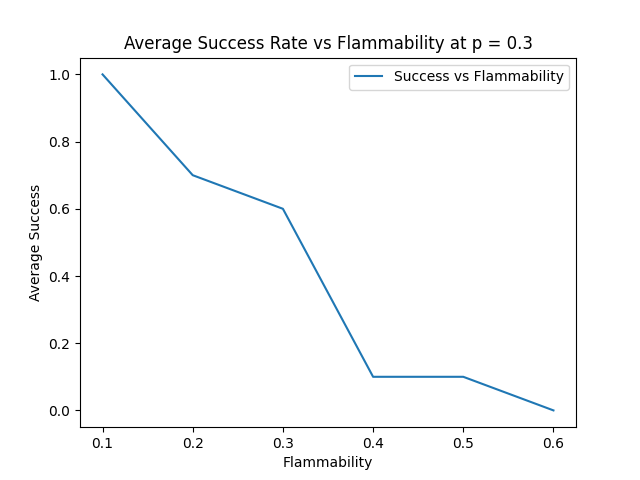 Average Success Rate vs Flammability at p = 0.3
Success vs Flammability
Average Success
1.0
0.8
0.6
0.4
0.2
0.0
0.1 0.2 0.3 0.4 0.5 0.6
Flammability